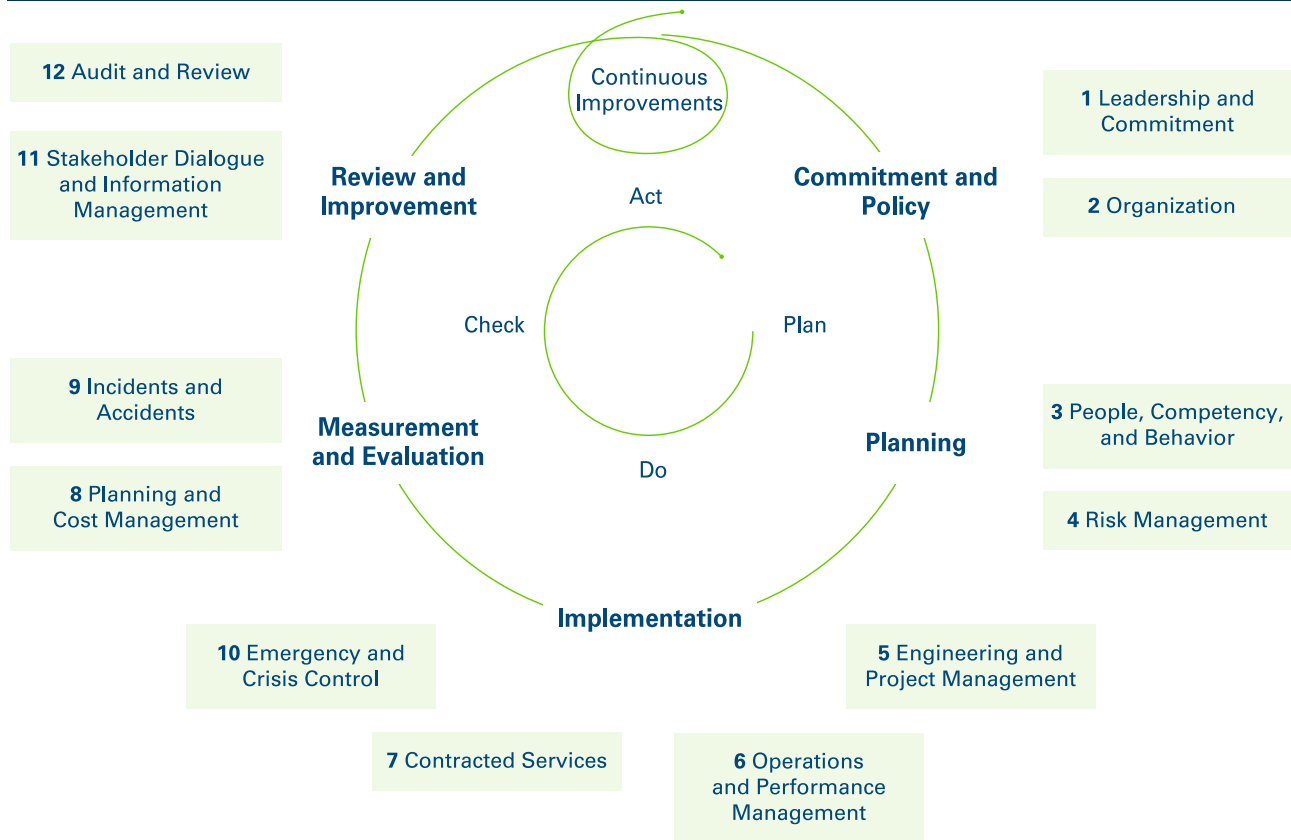 Continuous
Improvements
12 Audit and Review
11 Stakeholder Dialogue
and Information
Management
Review and
Improvement
Act
Commitment and
Policy
1 Leadership and
Commitment
2 Organization
Check
Plan
9 Incidents and
Accidents
8 Planning and
Cost Management
Measurement
and Evaluation
Do
Planning
3 People, Competency,
and Behavior
4 Risk Management
Implementation
10 Emergency and
Crisis Control
7 Contracted Services
6 Operations
and Performance
Management
5 Engineering and
Project Management